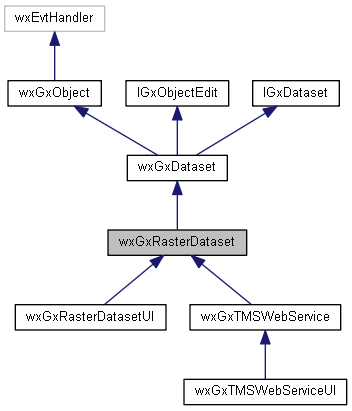 wxEvtHandler
wxGxObject
IGxObjectEdit
IGxDataset
wxGxDataset
wxGxRasterDataset
wxGxRasterDatasetUI
wxGxTMSWebService
wxGxTMSWebServiceUI